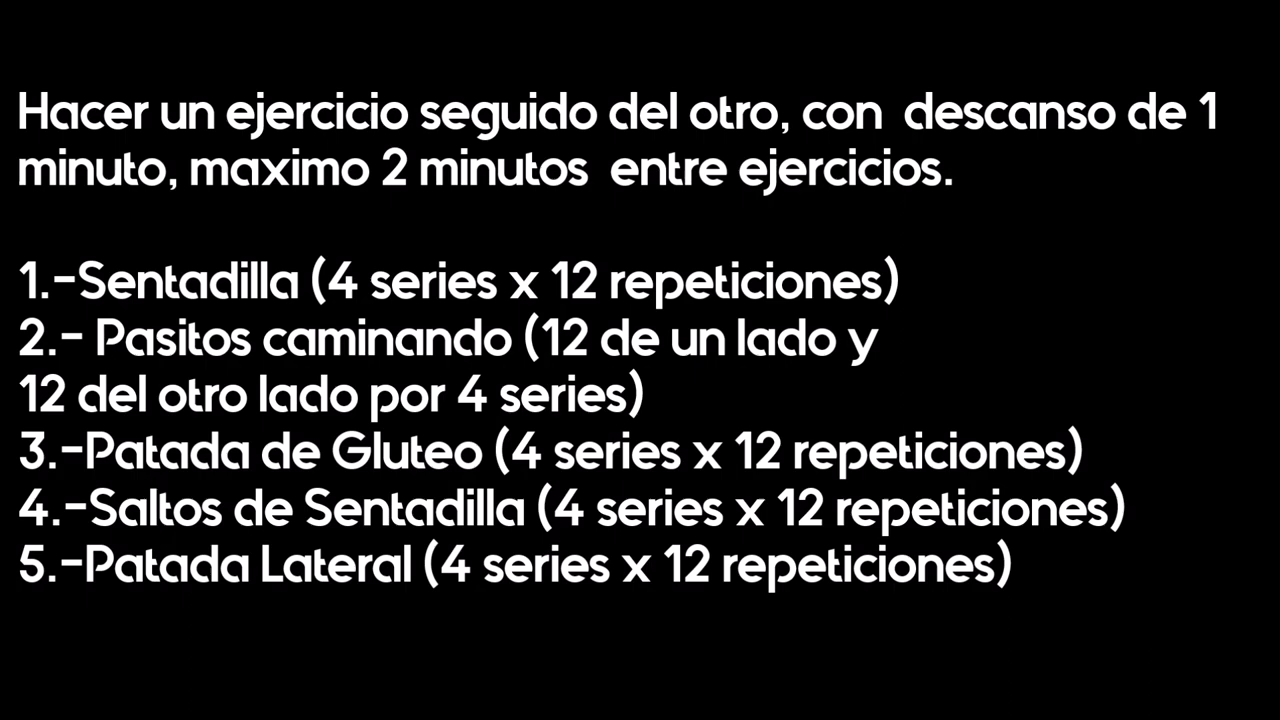 Hacer un ejercicio seguido del otro, con  descanso de 1
minuto, maximo 2 minutos  entre ejercicios.
1.-Sentadilla (4 series x 12 repeticiones)
2.- Pasitos caminando (12 de un lado y
12 del otro lado por 4 series)
3.-Patada de Gluteo (4 series x 12 repeticiones)
4.-Saltos de Sentadilla (4 series x 12 repeticiones)
5.-Patada Lateral (4 series x 12 repeticiones)